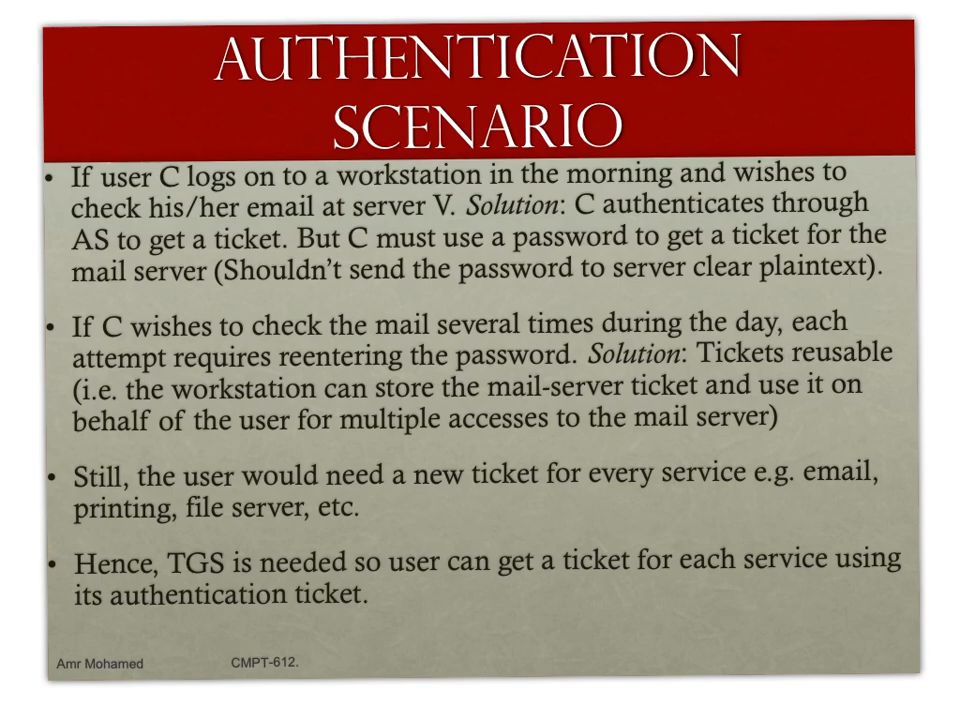 AUTHENTICATION
SCENARIO
• If user C logs on to a workstation in the morning and wishes to
check his/her email at server V. Solution: C authenticates through
AS to get a ticket. But C must use a password to get a ticket for the
mail server (Shouldn't send the password to server clear plaintext).
• If C wishes to check the mail several times during the day, each
attempt requires reentering the password. Solution: Tickets reusable
(i.e. the workstation can store the mail-server ticket and use it on
behalf of the user for multiple accesses to the mail server)
• Still, the user would need a new ticket for every service e.g. email,
printing, file server, etc.
• Hence, TGS is needed so user can get a ticket for each service using
its authentication ticket.
Amr Mohamed CMPT-612.